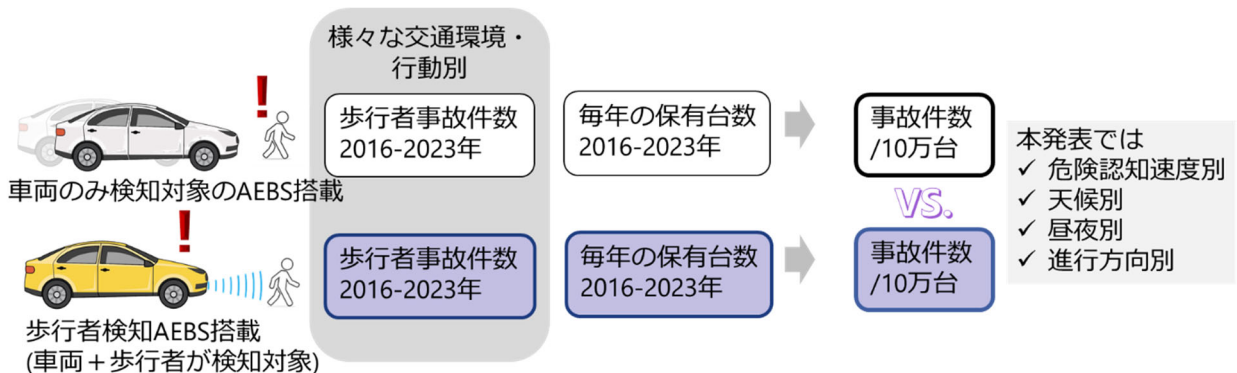 様々な交通環境・
行動別
歩行者事故件数
2016-2023年
毎年の保有台数
2016-2023年
事故件数
/10万台
車両のみ検知対象のAEBS搭載
VS.
歩行者事故件数
2016-2023年
毎年の保有台数
2016-2023年
事故件数
/10万台
歩行者検知AEBS搭載
(車両＋歩行者が検知対象)
本発表では
✓ 危険認知速度別
✓ 天候別
✓ 昼夜別
✓ 進行方向別